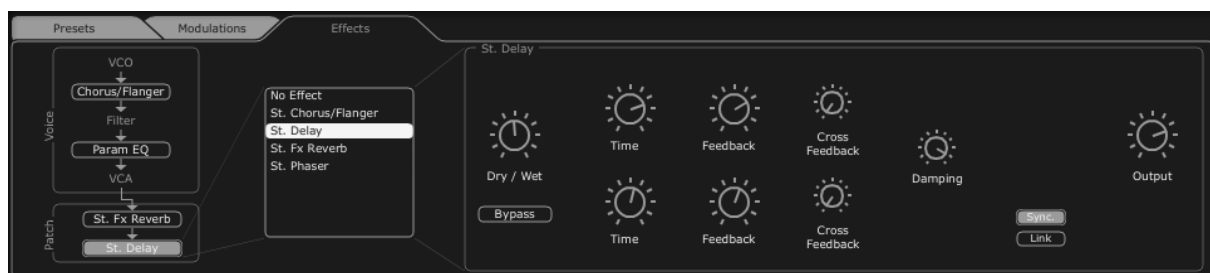 Presets
Modulations
Effects
VCO
Chorus/Flanger
Filter
Param EQ
VCA
Voice
St. Fx Reverb
St. Delay
Patch
No Effect
St. Chorus/Flanger
St. Delay
St. Fx Reverb
St. Phaser
St. Delay
Dry / Wet
Bypass
Time
Feedback
Cross
Feedback
Time
Feedback
Cross
Feedback
Damping
Sync.
Link
Output